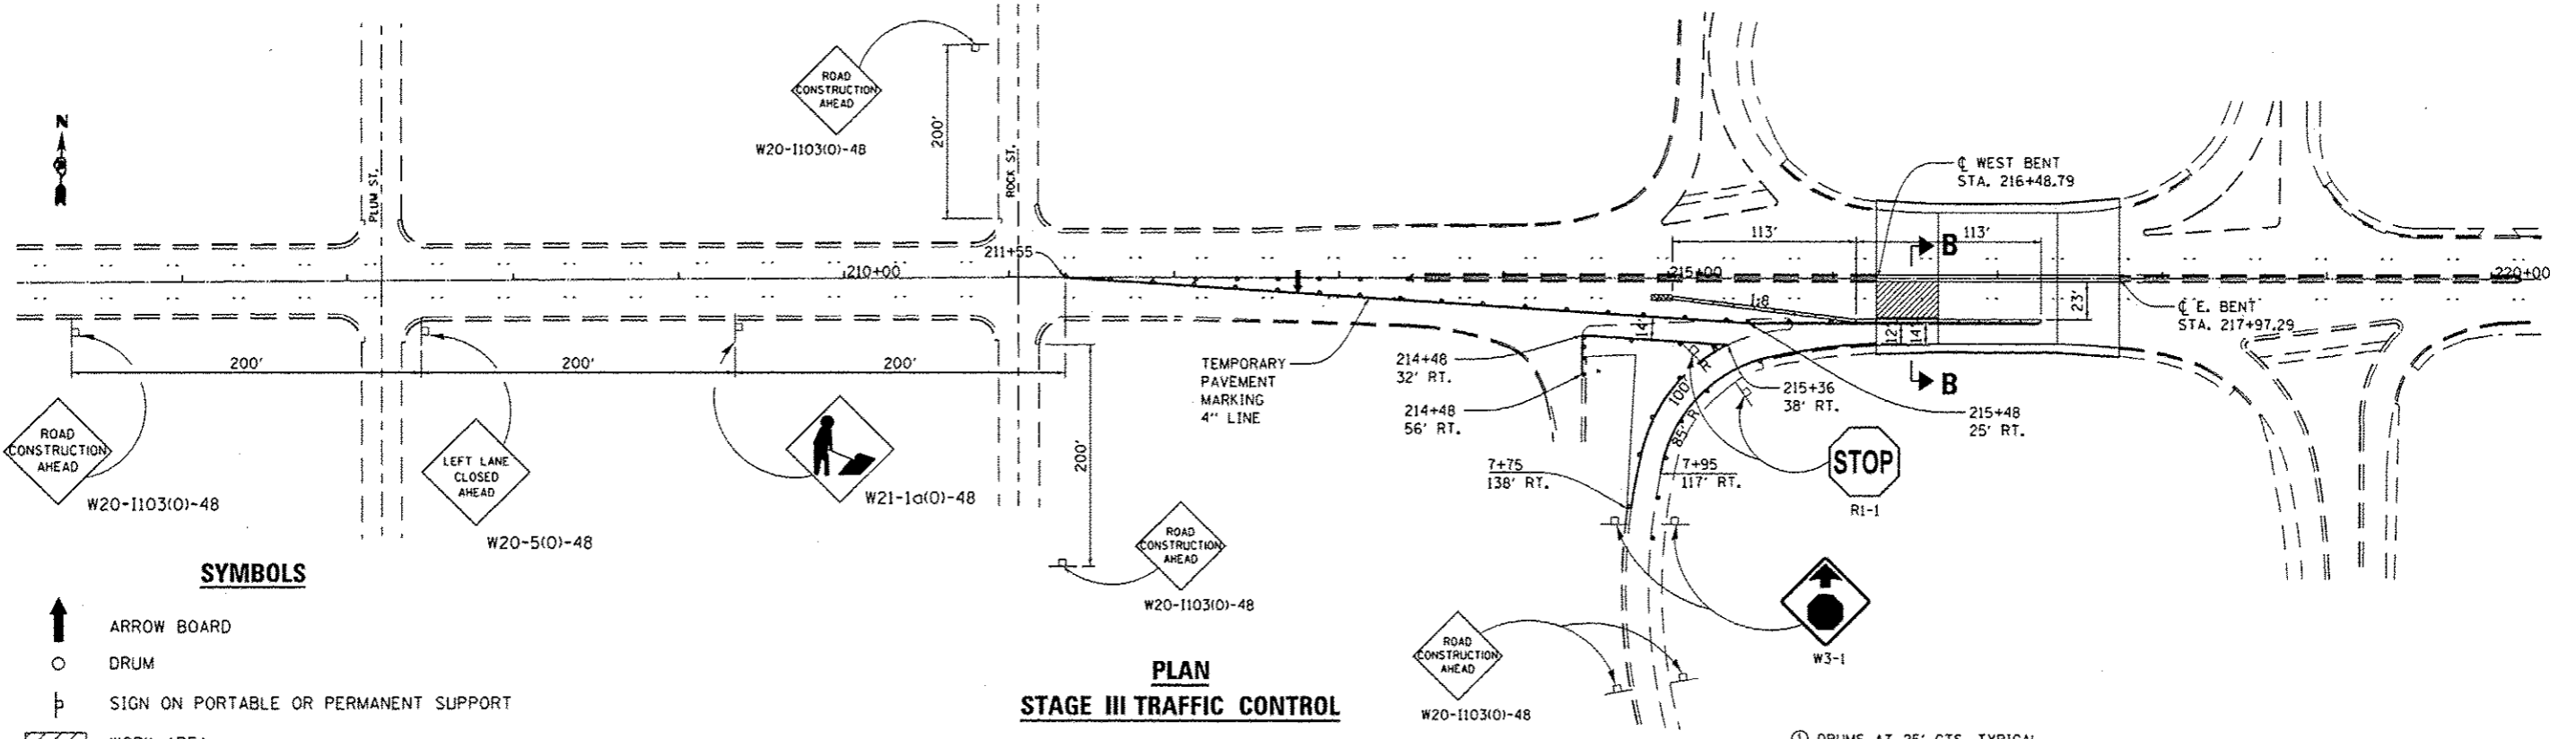 N
PLUM ST.
ROCK ST.
ROAD
CONSTRUCTION
AHEAD
W20-I103(O)-48
200'
211+55
210+00
215+00
220+00
113'
113'
B
B
℄ WEST BENT
STA. 216+48.79
℄ E. BENT
STA. 217+97.29
1:8
23'
12'
14'
14'
200'
200'
200'
200'
TEMPORARY
PAVEMENT
MARKING
4" LINE
214+48
32' RT.
214+48
56' RT.
100' R
85' R
215+36
38' RT.
215+48
25' RT.
7+75
138' RT.
7+95
117' RT.
STOP
R1-1
ROAD
CONSTRUCTION
AHEAD
W20-I103(O)-48
LEFT LANE
CLOSED
AHEAD
W20-5(O)-48
W21-1a(O)-48
ROAD
CONSTRUCTION
AHEAD
W20-I103(O)-48
ROAD
CONSTRUCTION
AHEAD
W20-I103(O)-48
W3-1
SYMBOLS
ARROW BOARD
DRUM
SIGN ON PORTABLE OR PERMANENT SUPPORT
PLAN
STAGE III TRAFFIC CONTROL